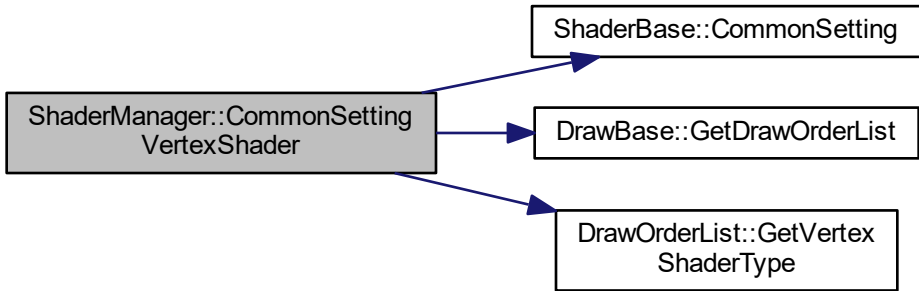 ShaderManager::CommonSetting
VertexShader
ShaderBase::CommonSetting
DrawBase::GetDrawOrderList
DrawOrderList::GetVertex
ShaderType